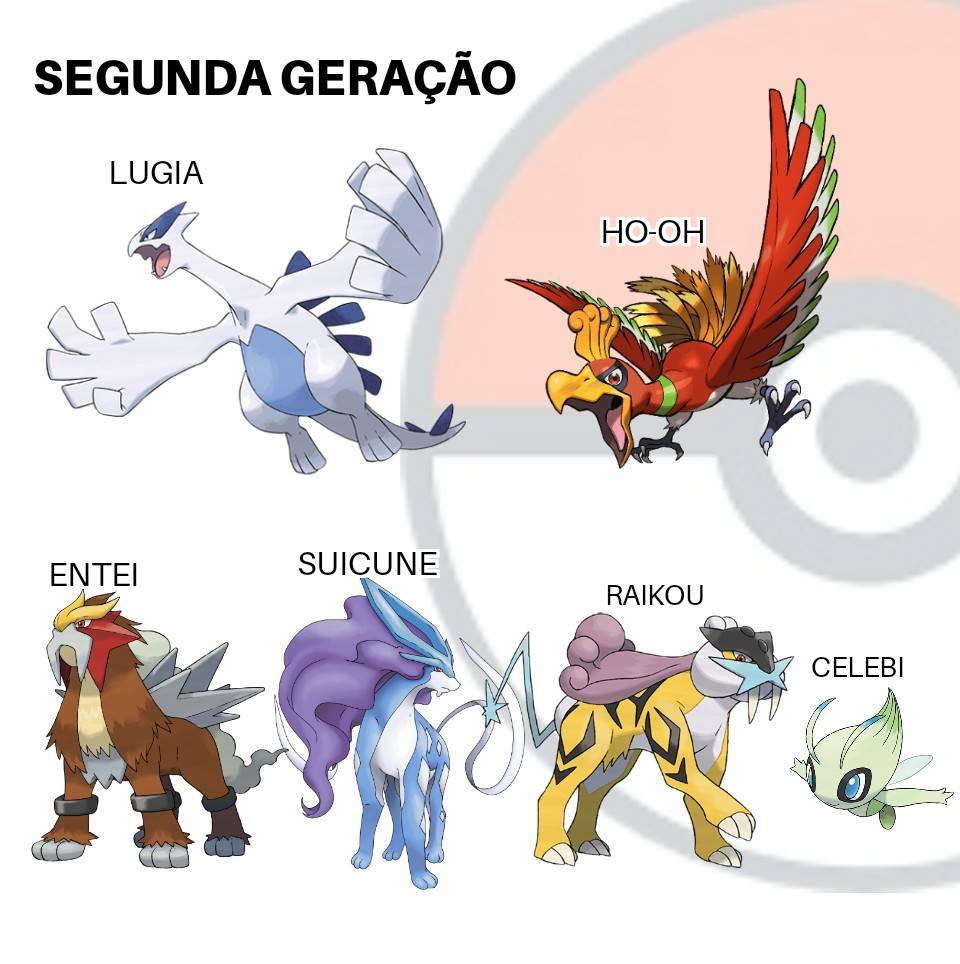 SEGUNDA GERAÇÃO
LUGIA
HO-OH
ENTEI
SUICUNE
RAIKOU
CELEBI